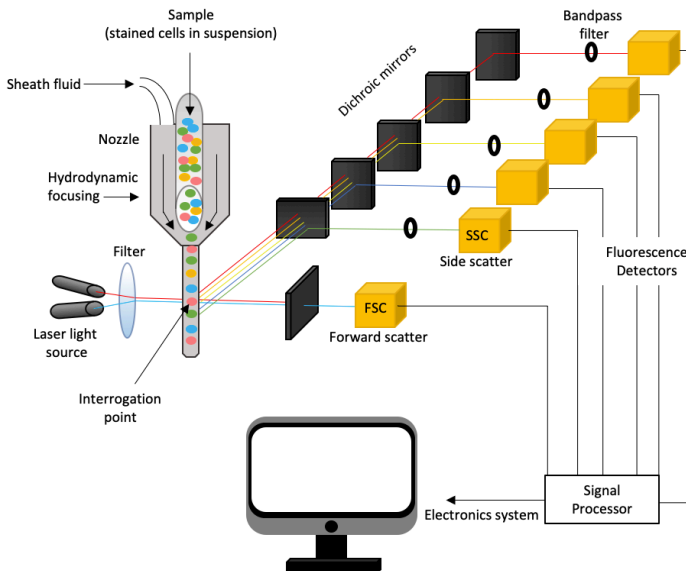 Sample
(stained cells in suspension)
Bandpass
filter
Sheath fluid
Dichroic mirrors
Nozzle
Hydrodynamic
focusing
Filter
SSC
Side scatter
Fluorescence
Detectors
Laser light
source
FSC
Forward scatter
Interrogation
point
Signal
Processor
Electronics system